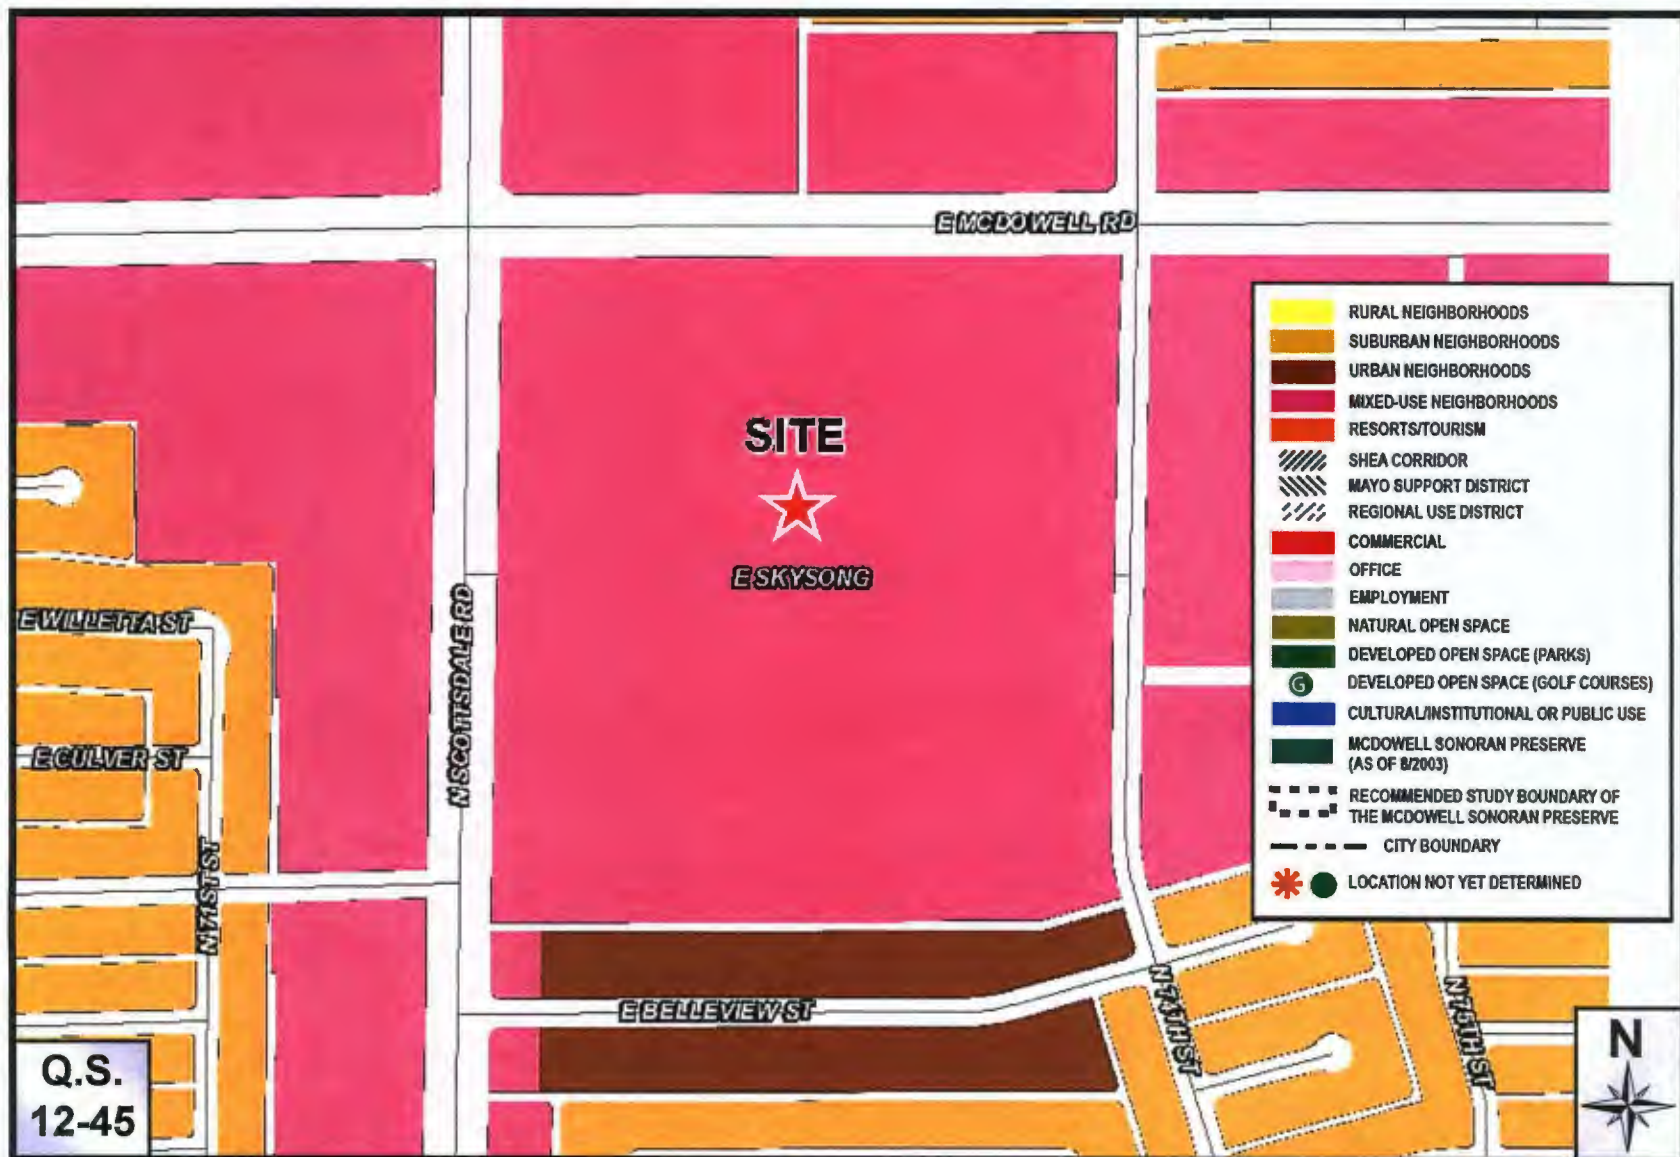 E MCDOWELL RD
SITE
E SKYSONG
N SCOTTSDALE RD
E WILLETTA ST
E CULVER ST
N 71ST ST
E BELLEVIEW ST
N 74TH ST
N 76TH ST
RURAL NEIGHBORHOODS
SUBURBAN NEIGHBORHOODS
URBAN NEIGHBORHOODS
MIXED-USE NEIGHBORHOODS
RESORTS/TOURISM
SHEA CORRIDOR
MAYO SUPPORT DISTRICT
REGIONAL USE DISTRICT
COMMERCIAL
OFFICE
EMPLOYMENT
NATURAL OPEN SPACE
DEVELOPED OPEN SPACE (PARKS)
G DEVELOPED OPEN SPACE (GOLF COURSES)
CULTURAL/INSTITUTIONAL OR PUBLIC USE
MCDOWELL SONORAN PRESERVE
(AS OF 8/2003)
RECOMMENDED STUDY BOUNDARY OF
THE MCDOWELL SONORAN PRESERVE
CITY BOUNDARY
LOCATION NOT YET DETERMINED
Q.S.
12-45
N